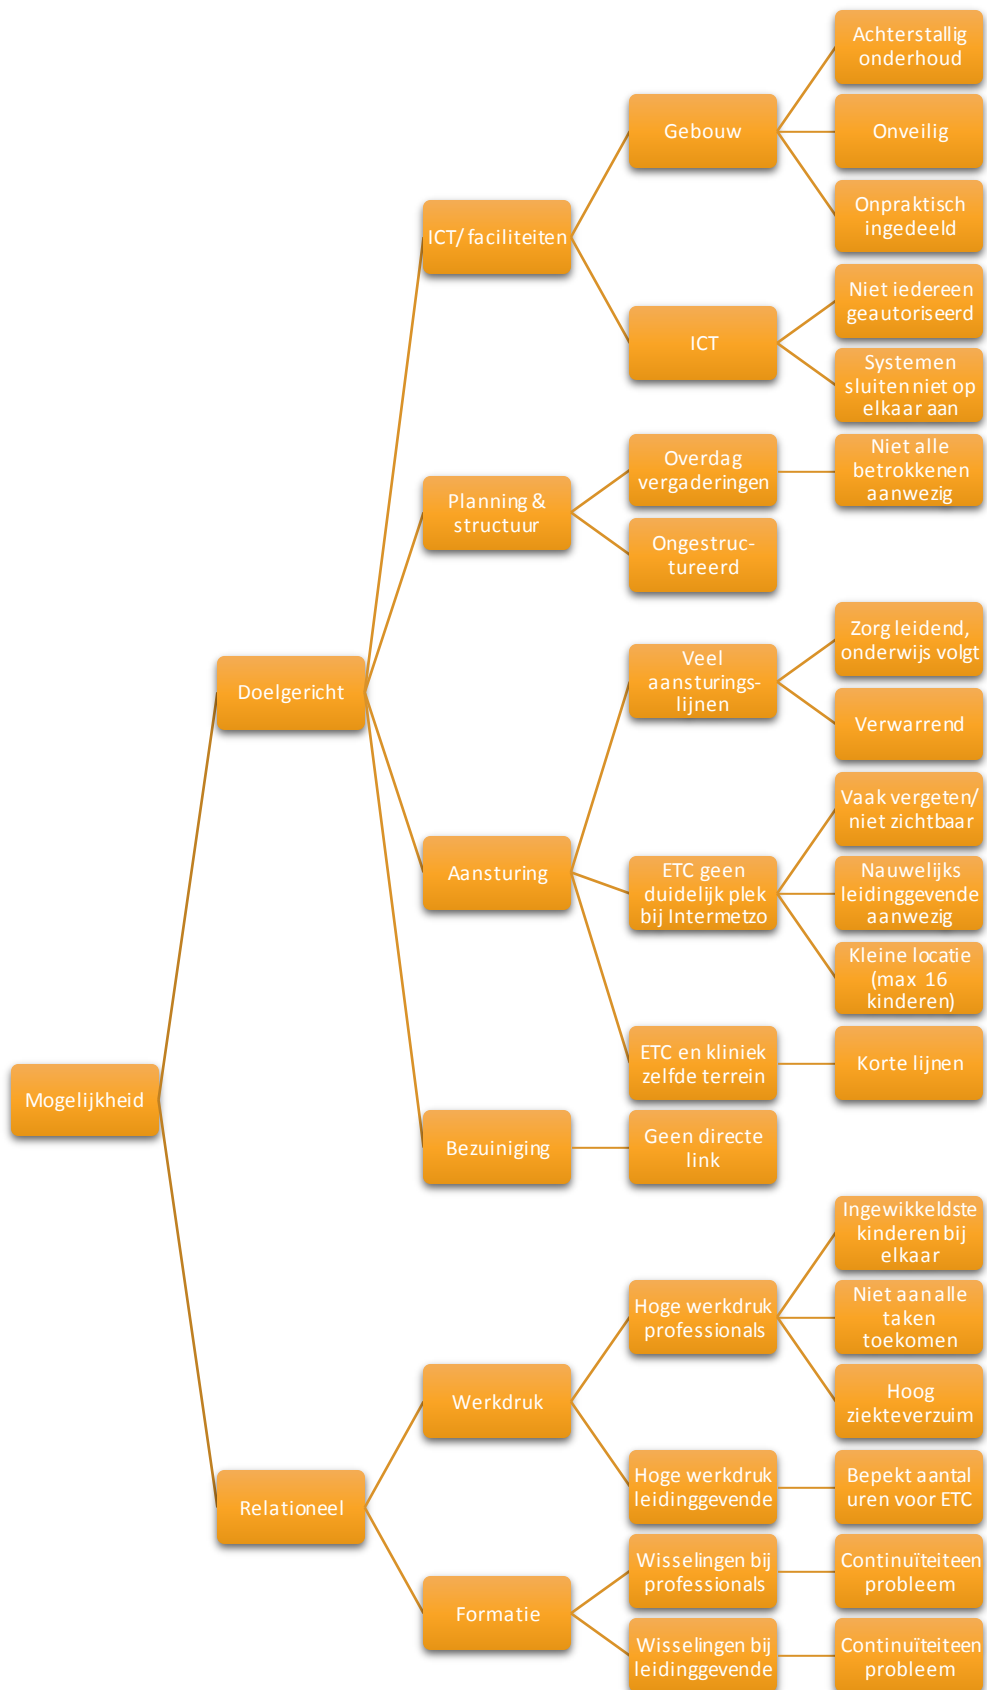 Mogelijkheid
Doelgericht
ICT/ faciliteiten
Gebouw
Achterstallig
onderhoud
Onveilig
Onpraktisch
ingedeeld
ICT
Niet iedereen
geautoriseerd
Systemen
sluiten niet op
elkaar aan
Planning &
structuur
Overdag
vergaderingen
Niet alle
betrokkenen
aanwezig
Ongestruc-
tureerd
Aansturing
Veel
aansturings-
lijnen
Zorg leidend,
onderwijs volgt
Verwarrend
ETC geen
duidelijk plek
bij Intermetzo
Vaak vergeten/
niet zichtbaar
Nauwelijks
leidinggevende
aanwezig
Kleine locatie
(max 16
kinderen)
ETC en kliniek
zelfde terrein
Korte lijnen
Bezuiniging
Geen directe
link
Relationeel
Werkdruk
Hoge werkdruk
professionals
Ingewikkeldste
kinderen bij
elkaar
Niet aan alle
taken
toekomen
Hoog
ziekteverzuim
Hoge werkdruk
leidinggevende
Bepekt aantal
uren voor ETC
Formatie
Wisselingen bij
professionals
Continuïteit een
probleem
Wisselingen bij
leidinggevende
Continuïteit een
probleem